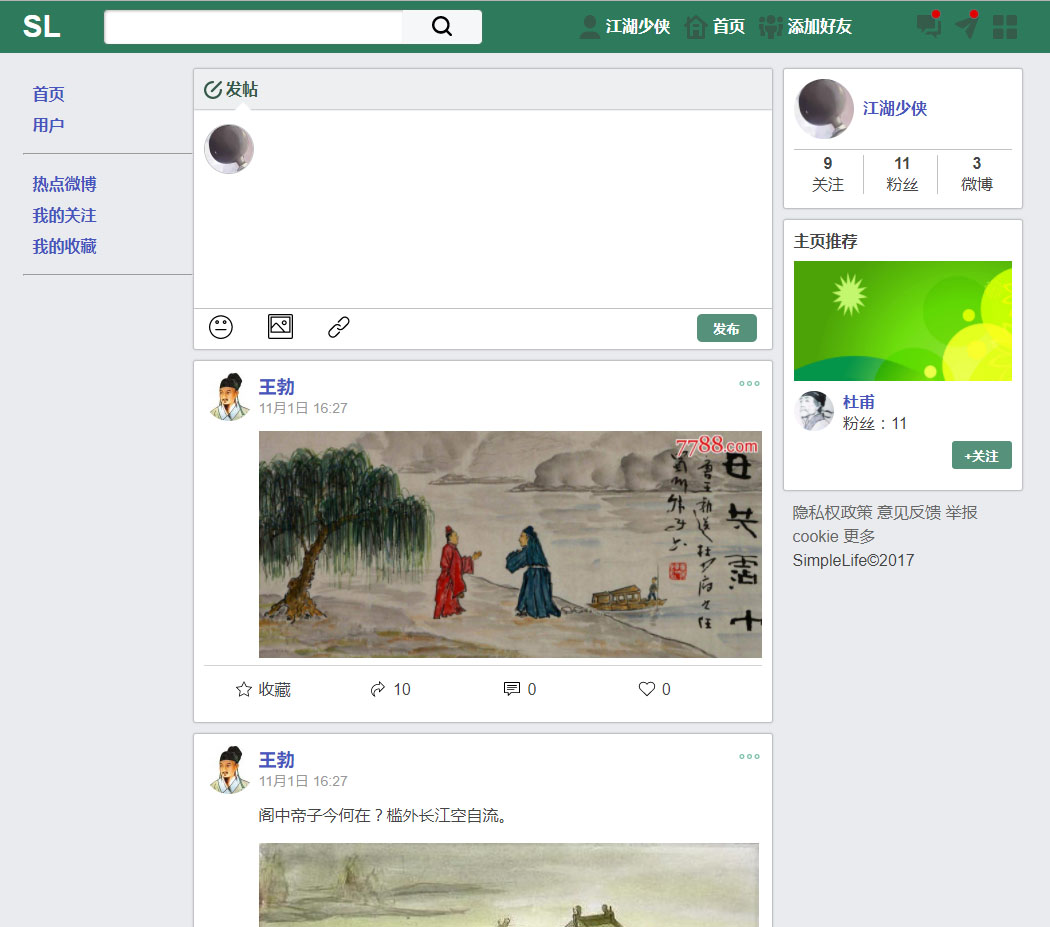 SL
江湖少侠 首页 添加好友
首页
用户
热点微博
我的关注
我的收藏
发帖
发布
王勃
11月1日 16:27
7788.com
收藏 10 0 0
王勃
11月1日 16:27
阁中帝子今何在？槛外长江空自流。
江湖少侠
9 11 3
关注 粉丝 微博
主页推荐
杜甫
粉丝：11
+关注
隐私权政策 意见反馈 举报
cookie 更多
SimpleLife©2017